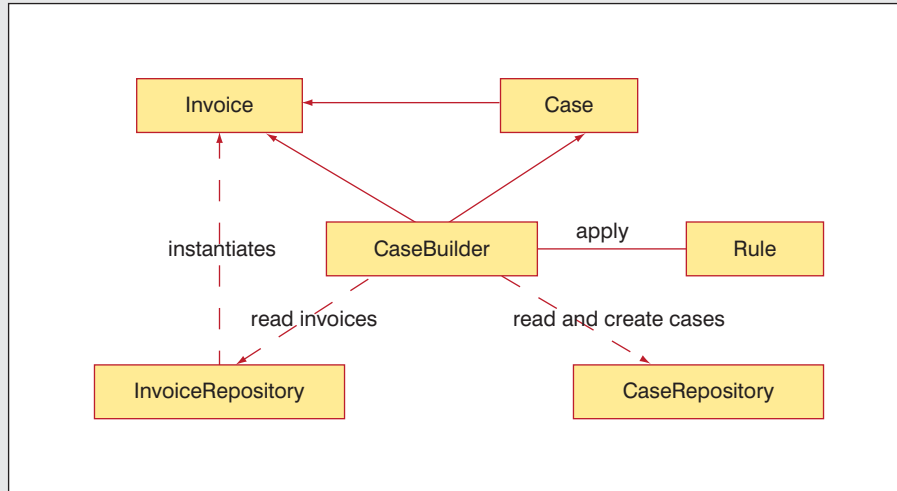 Invoice
Case
instantiates
CaseBuilder
apply
Rule
read invoices
read and create cases
InvoiceRepository
CaseRepository